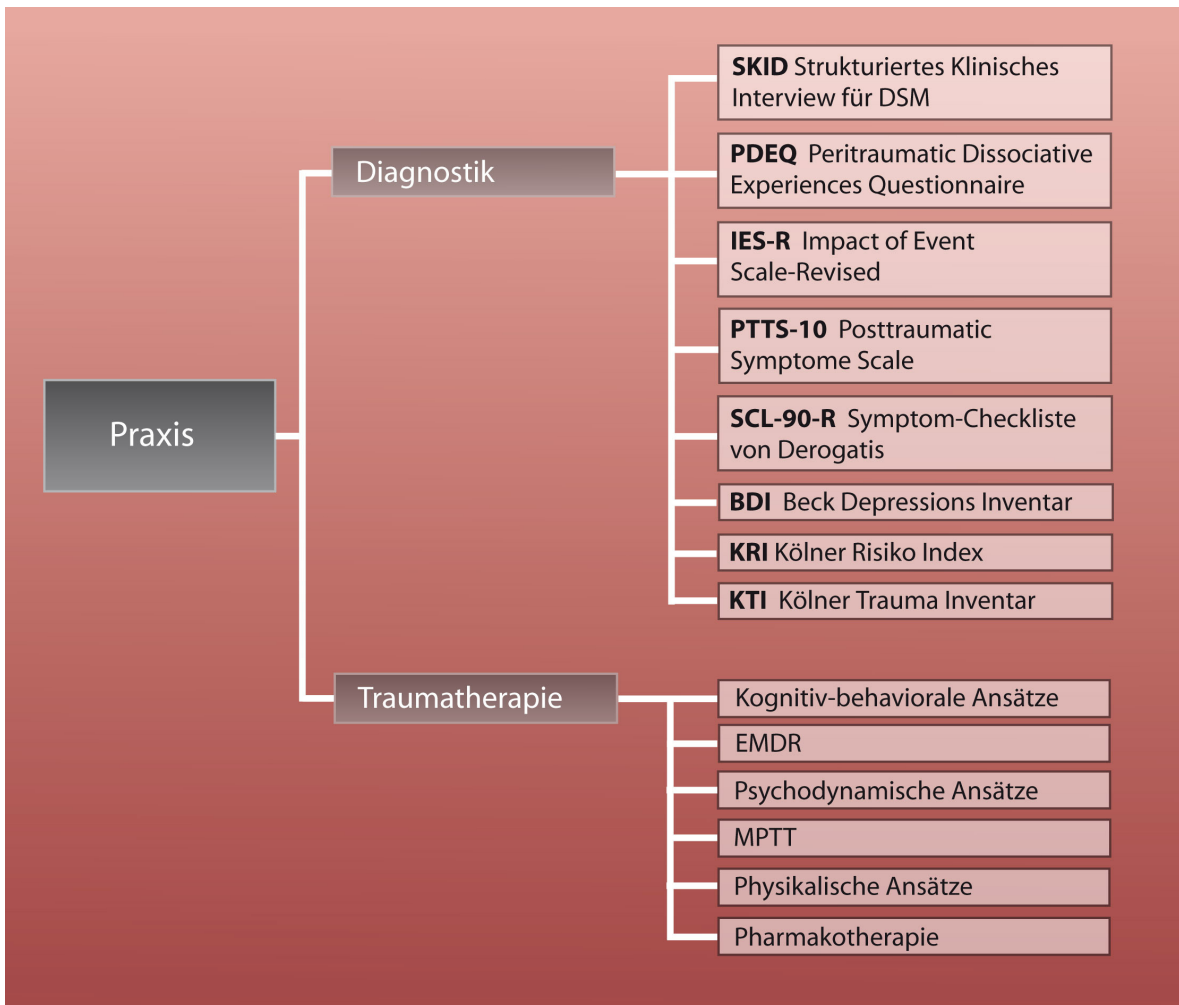 Praxis
Diagnostik
SKID Strukturiertes Klinisches
Interview für DSM
PDEQ Peritraumatic Dissociative
Experiences Questionnaire
IES-R Impact of Event
Scale-Revised
PTTS-10 Posttraumatic
Symptome Scale
SCL-90-R Symptom-Checkliste
von Derogatis
BDI Beck Depressions Inventar
KRI Kölner Risiko Index
KTI Kölner Trauma Inventar
Traumatherapie
Kognitiv-behaviorale Ansätze
EMDR
Psychodynamische Ansätze
MPTT
Physikalische Ansätze
Pharmakotherapie